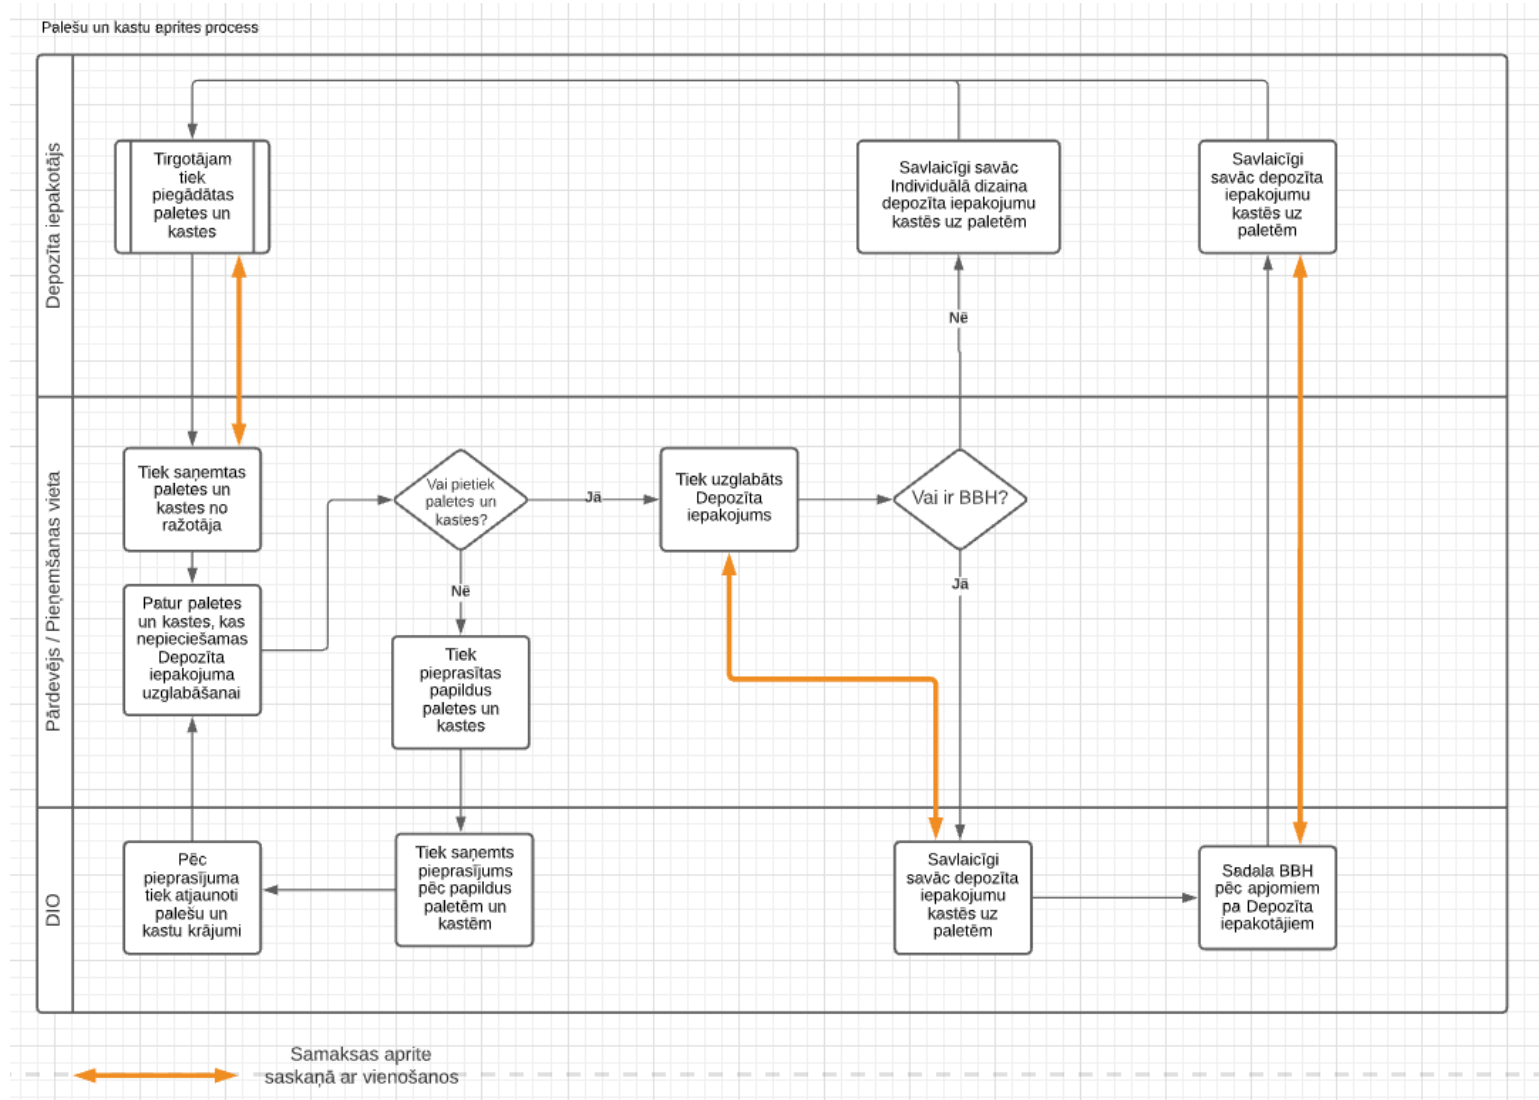 Palešu un kastu aprites process
Depozīta iepakotājs
Tirgotājam
tiek
piegādātas
paletes un
kastes
Savlaicīgi savāc
Individuālā dizaina
depozīta iepakojumu
kastēs uz paletēm
Savlaicīgi
savāc depozīta
iepakojumu
kastēs uz
paletēm
Nē
Pārdevējs / Pieņemšanas vieta
Tiek saņemtas
paletes un
kastes no
ražotāja
Vai pietiek
paletes un
kastes?
Jā
Tiek uzglabāts
Depozīta
iepakojums
Vai ir BBH?
Nē
Jā
Patur paletes
un kastes, kas
nepieciešamas
Depozīta
iepakojuma
uzglabāšanai
Tiek
pieprasītas
papildus
paletes un
kastes
DIO
Pēc
pieprasījuma
tiek atjaunoti
palešu un
kastu krājumi
Tiek saņemts
pieprasījums
pēc papildus
paletēm un
kastēm
Savlaicīgi
savāc depozīta
iepakojumu
kastēs uz
paletēm
Sadala BBH
pēc apjomiem
pa Depozīta
iepakotājiem
Samaksas aprite
saskaņā ar vienošanos